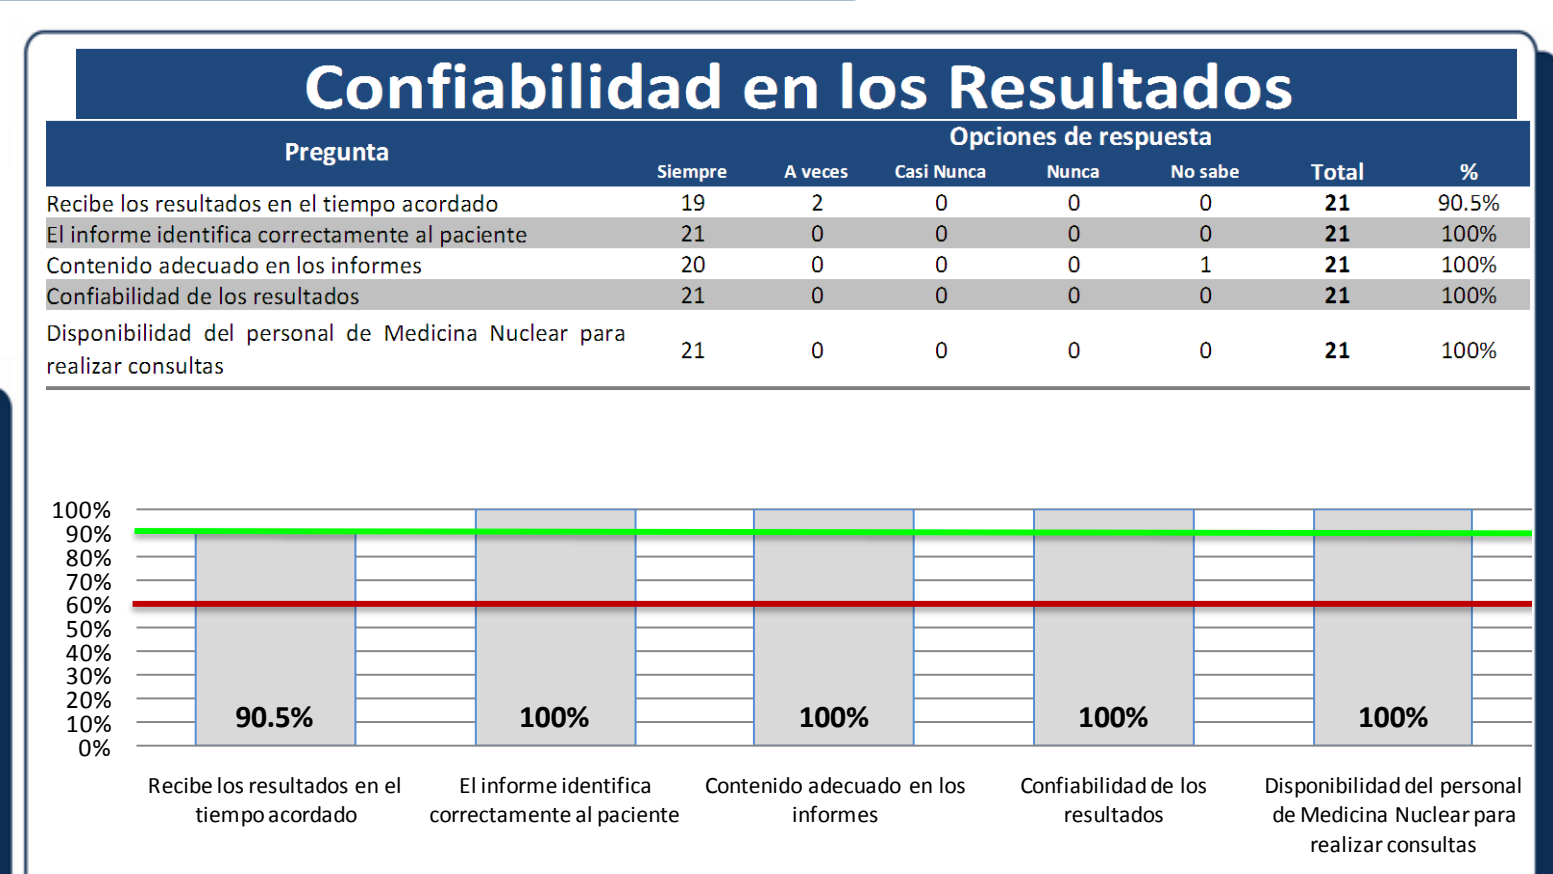 Confiabilidad en los Resultados
Pregunta
Opciones de respuesta
Siempre A veces Casi Nunca Nunca No sabe Total %
Recibe los resultados en el tiempo acordado 19 2 0 0 0 21 90.5%
El informe identifica correctamente al paciente 21 0 0 0 0 21 100%
Contenido adecuado en los informes 20 0 0 0 1 21 100%
Confiabilidad de los resultados 21 0 0 0 0 21 100%
Disponibilidad del personal de Medicina Nuclear para
realizar consultas 21 0 0 0 0 21 100%
100%
90%
80%
70%
60%
50%
40%
30%
20%
10%
0%
90.5% 100% 100% 100% 100%
Recibe los resultados en el
tiempo acordado
El informe identifica
correctamente al paciente
Contenido adecuado en los
informes
Confiabilidad de los
resultados
Disponibilidad del personal
de Medicina Nuclear para
realizar consultas